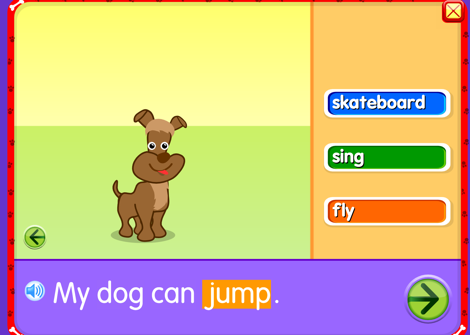 skateboard
sing
fly
My dog can jump.